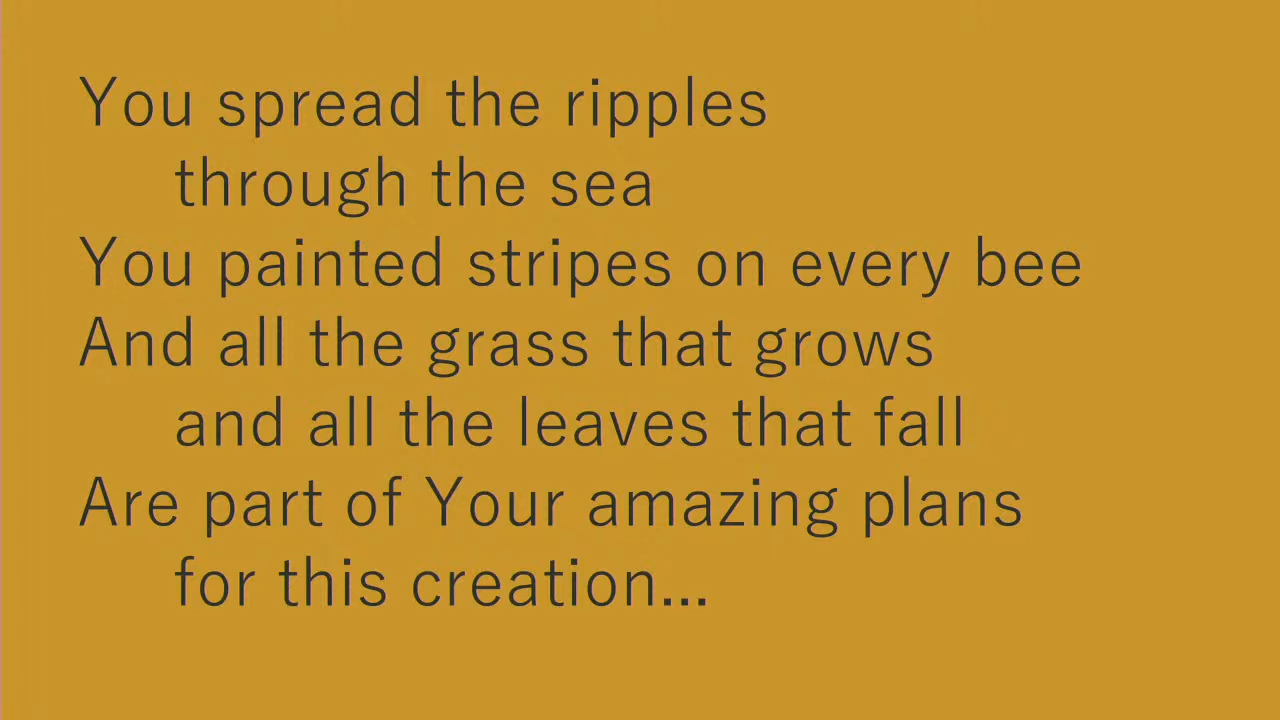 You spread the ripples
through the sea
You painted stripes on every bee
And all the grass that grows
and all the leaves that fall
Are part of Your amazing plans
for this creation...